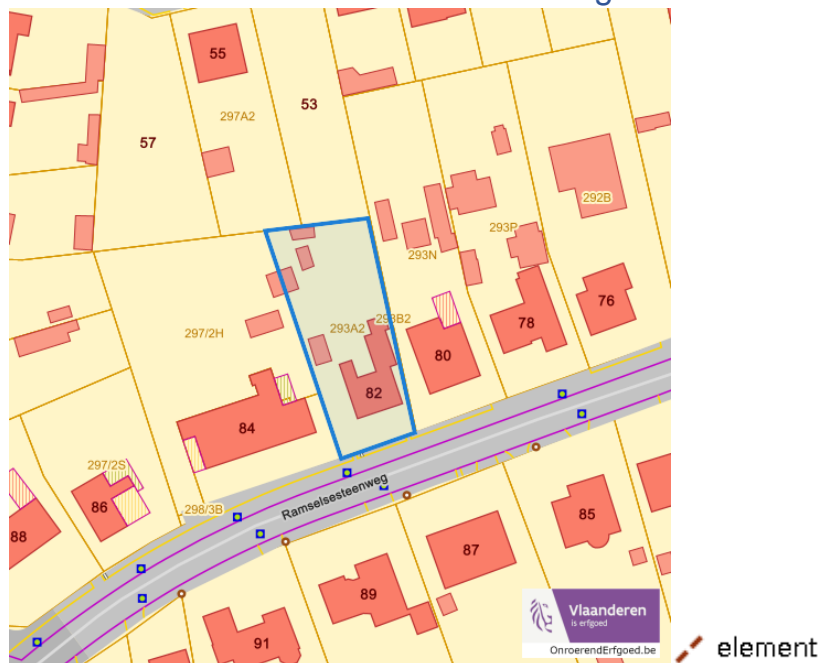 55
53
297A2
57
292B
293P
293N
297/2H
293A2
293B2
76
78
80
82
84
297/2S
Ramselsesteenweg
298/3B
86
88
85
87
89
91
Vlaanderen
is erfgoed
OnroerendErfgoed.be
element